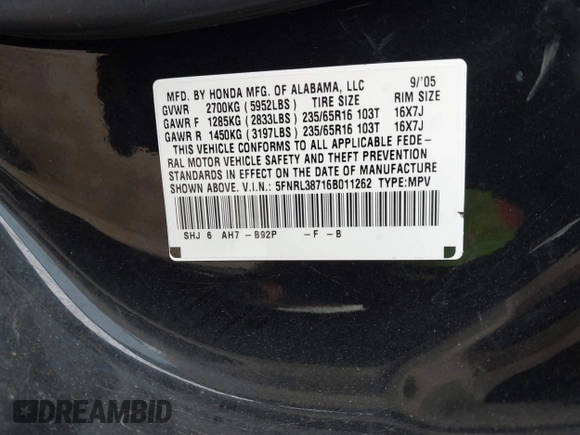 MFD. BY HONDA MFG. OF ALABAMA, LLC 9/'05
GVWR 2700KG (5952LBS) TIRE SIZE RIM SIZE
GAWR F 1285KG (2833LBS) 235/65R16 103T 16X7J
GAWR R 1450KG (3197LBS) 235/65R16 103T 16X7J
THIS VEHICLE CONFORMS TO ALL APPLICABLE FEDE-
RAL MOTOR VEHICLE SAFETY AND THEFT PREVENTION
STANDARDS IN EFFECT ON THE DATE OF MANUFACTURE
SHOWN ABOVE. V.I.N.: 5FNRL38716B011262 TYPE:MPV
SHJ 6 AH7 -B92P -F -B
DREAMBID